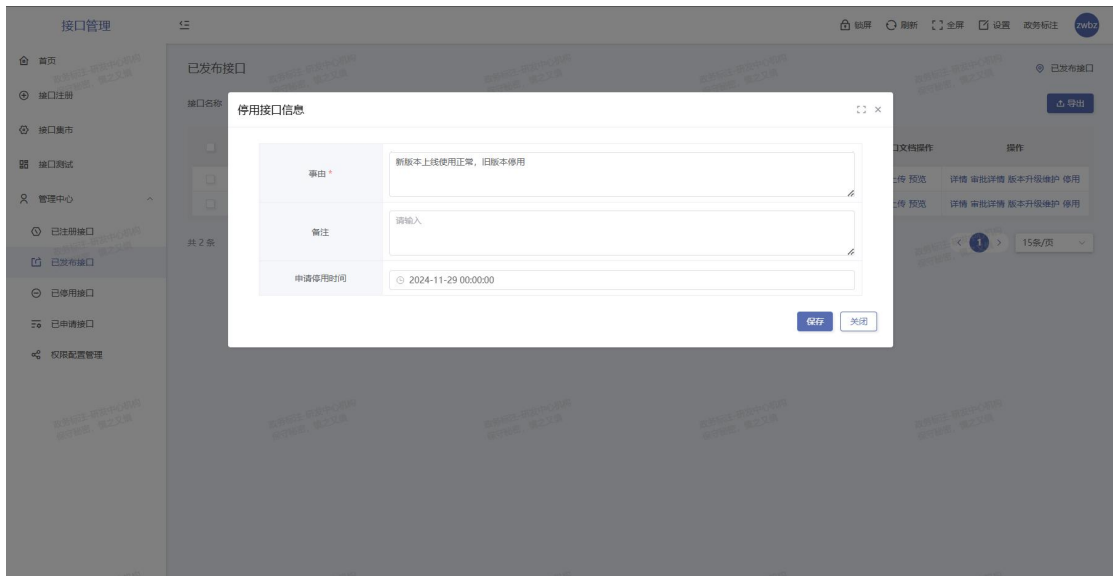 接口管理
锁屏 刷新 全屏 设置 政务标注 zwbz
首页
接口注册
接口集市
接口测试
管理中心
已注册接口
已发布接口
已停用接口
已申请接口
权限配置管理
已发布接口
已发布接口
接口名称
导出
停用接口信息
事由 *
新版本上线使用正常，旧版本停用
备注
请输入
申请停用时间
2024-11-29 00:00:00
保存 关闭
文档操作 操作
上传 预览 详情 审批详情 版本升级维护 停用
上传 预览 详情 审批详情 版本升级维护 停用
共 2 条
1
15条/页